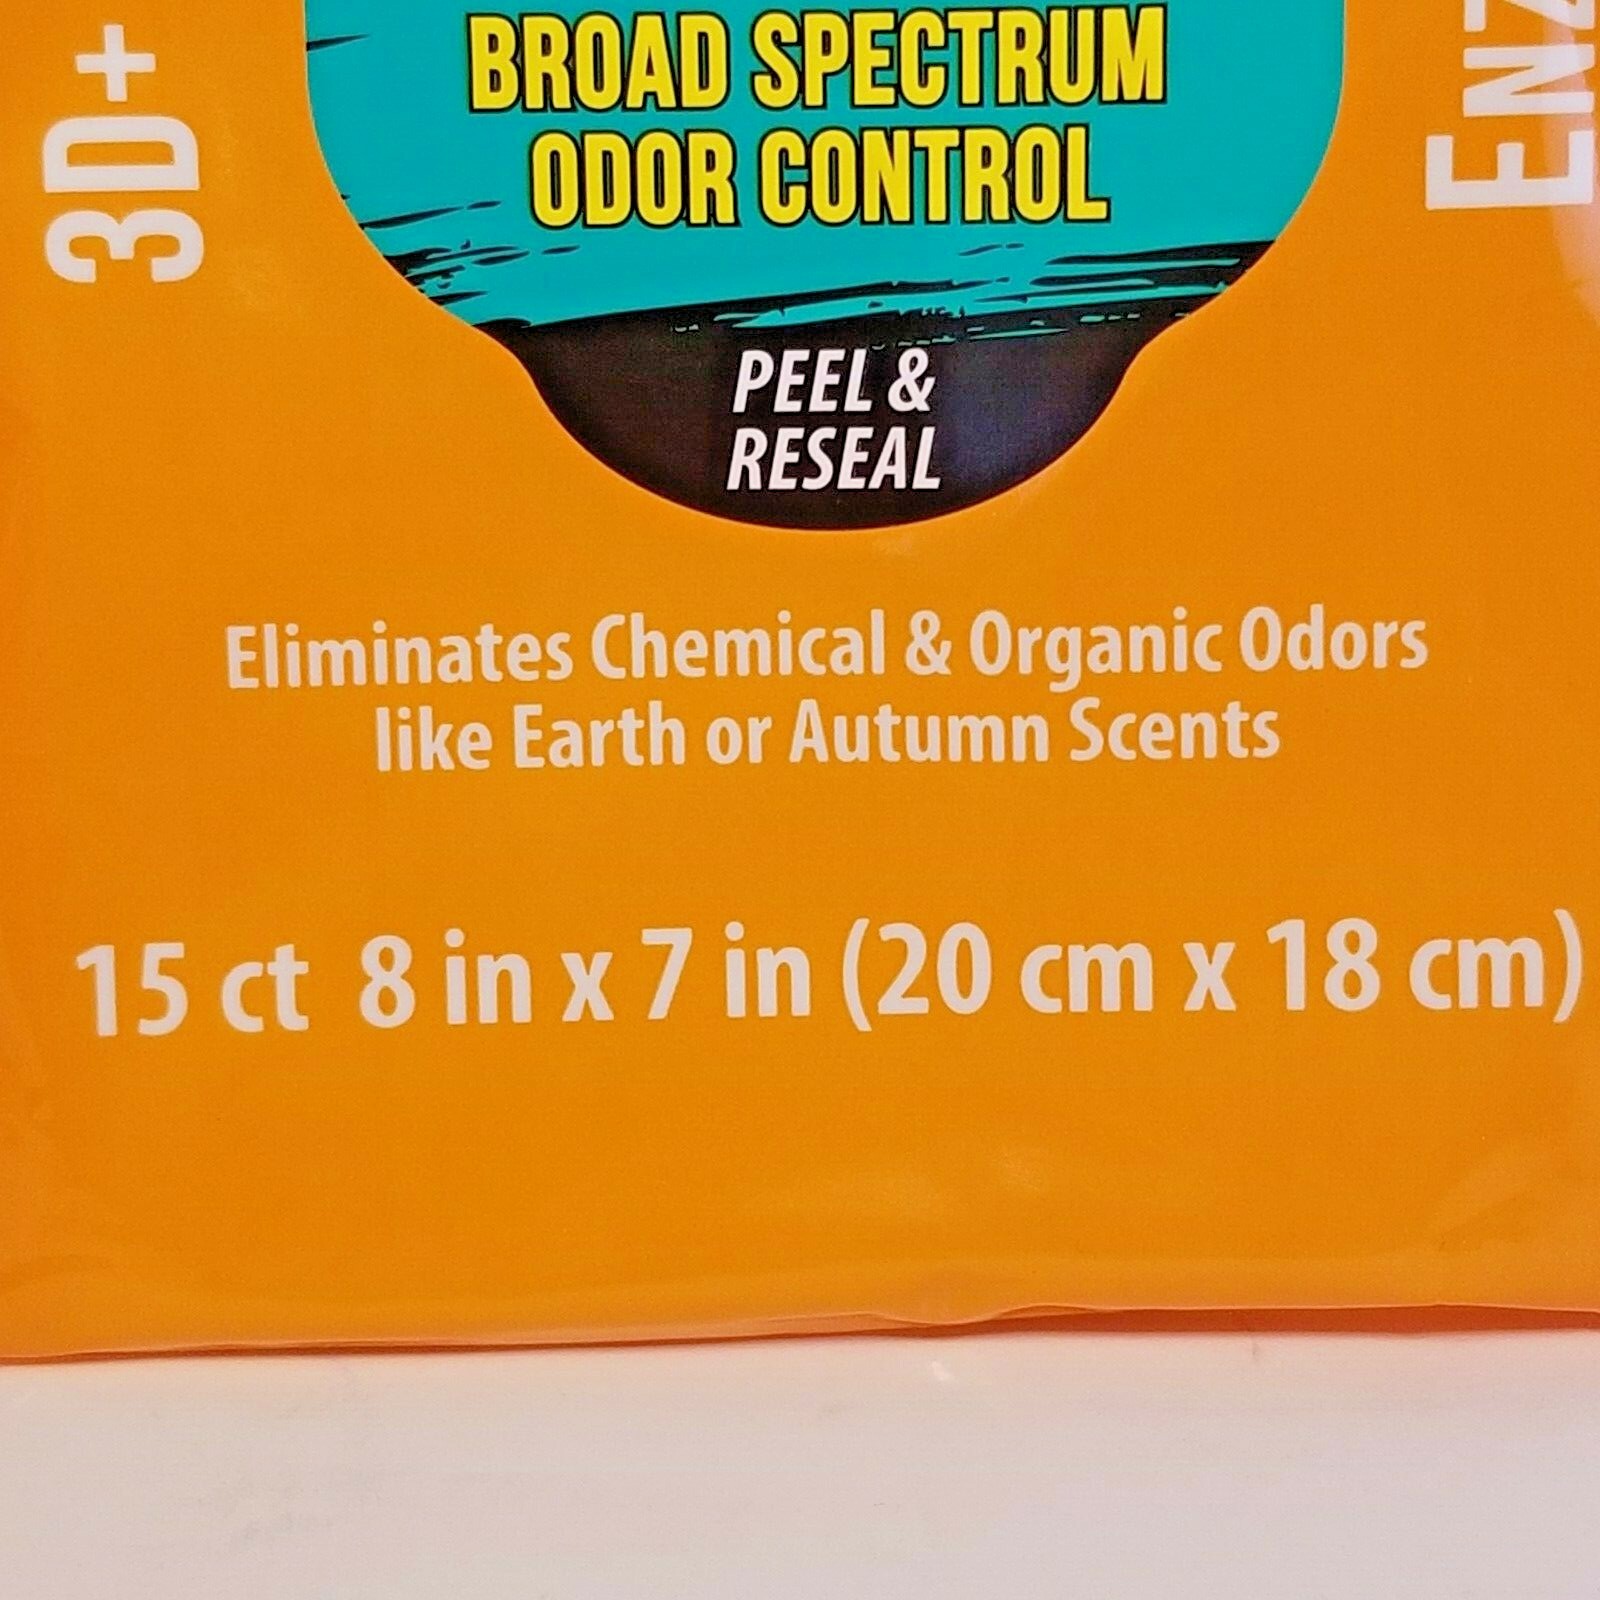 3D+
BROAD SPECTRUM
ODOR CONTROL
PEEL &
RESEAL
Eliminates Chemical & Organic Odors
like Earth or Autumn Scents
15 ct 8 in x 7 in (20 cm x 18 cm)